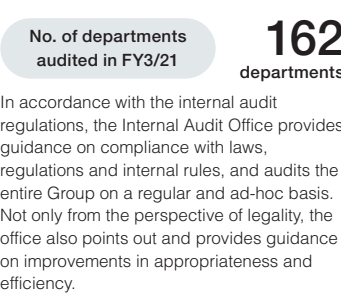 No. of departments
audited in FY3/21
162
departments
In accordance with the internal audit
regulations, the Internal Audit Office provides
guidance on compliance with laws,
regulations and internal rules, and audits the
entire Group on a regular and ad-hoc basis.
Not only from the perspective of legality, the
office also points out and provides guidance
on improvements in appropriateness and
efficiency.